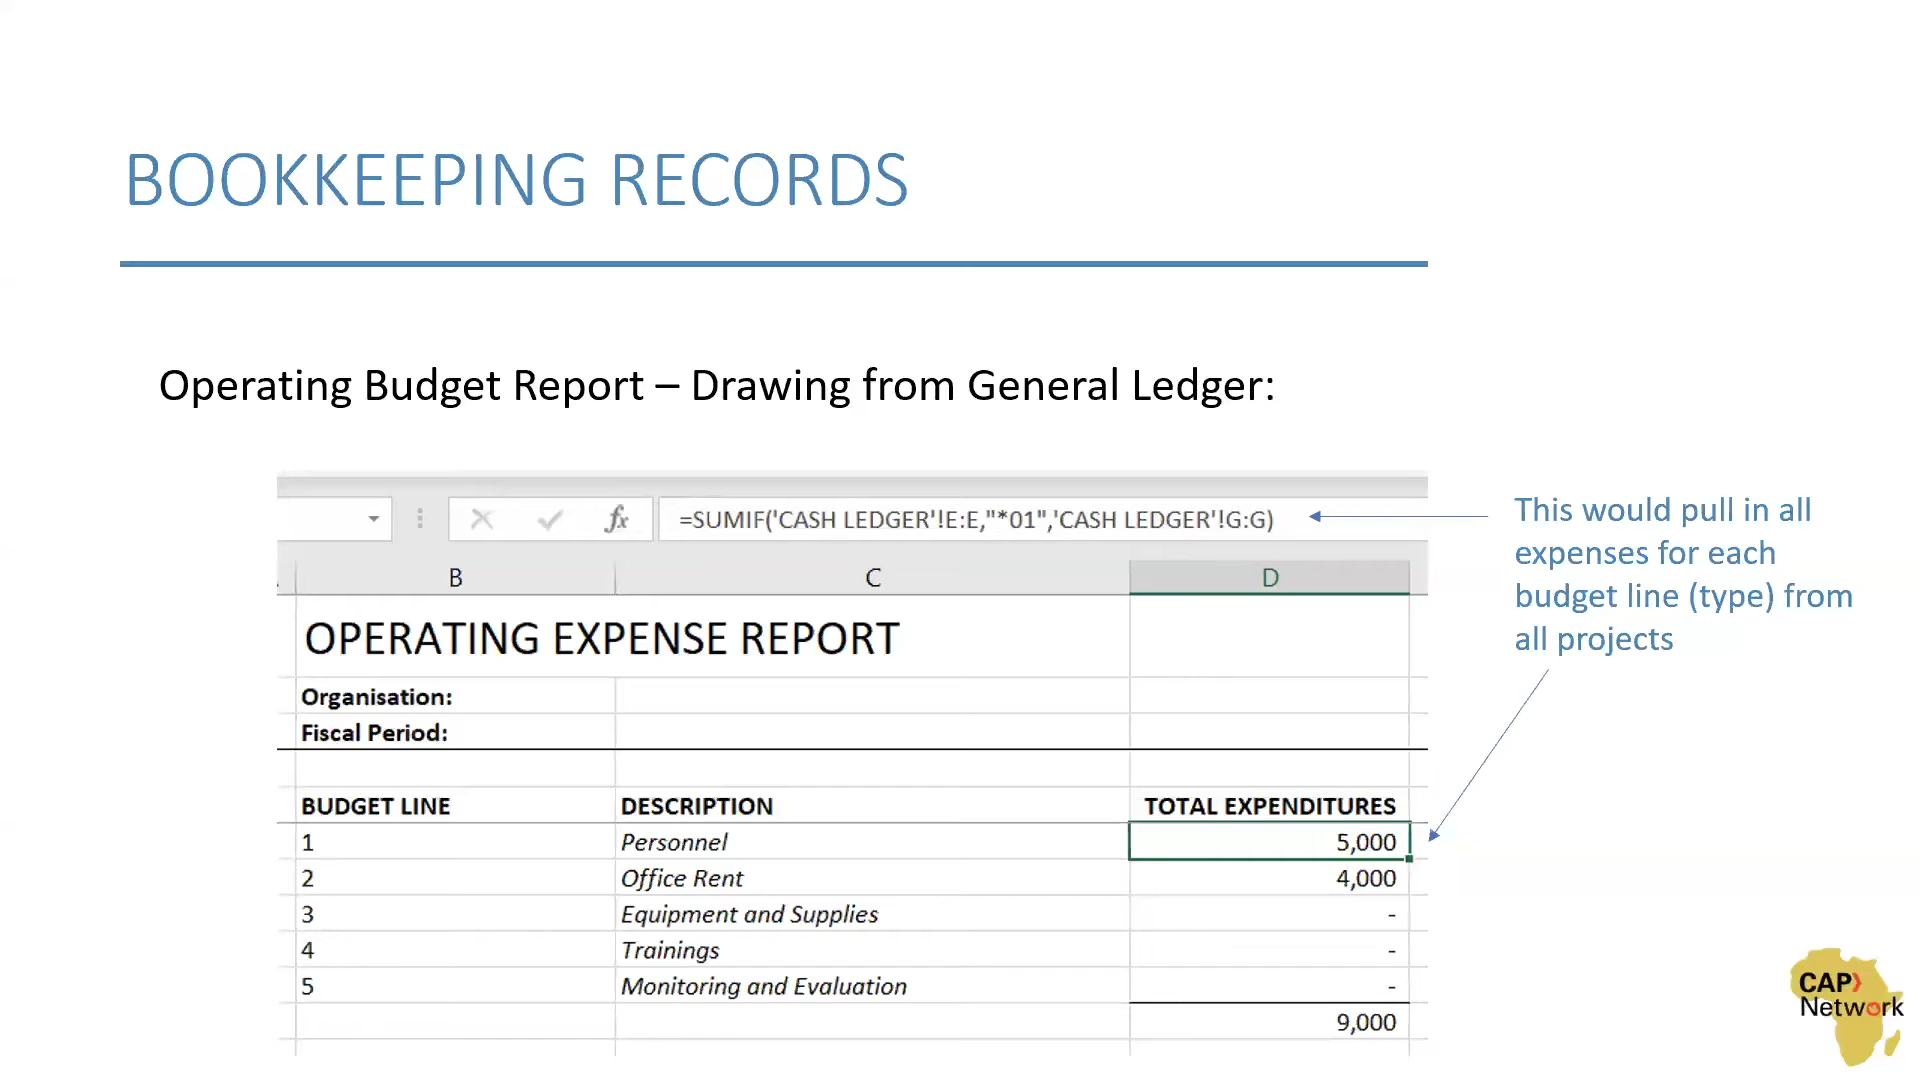 BOOKKEEPING RECORDS
Operating Budget Report – Drawing from General Ledger:
fx =SUMIF('CASH LEDGER'!E:E,"*01",'CASH LEDGER'!G:G)
This would pull in all
expenses for each
budget line (type) from
all projects
B C D
OPERATING EXPENSE REPORT
Organisation:
Fiscal Period:
BUDGET LINE DESCRIPTION TOTAL EXPENDITURES
1 Personnel 5,000
2 Office Rent 4,000
3 Equipment and Supplies -
4 Trainings -
5 Monitoring and Evaluation -
9,000
CAP
Network